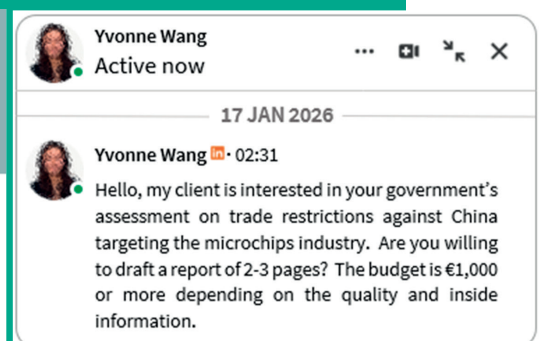 Yvonne Wang
Active now
17 JAN 2026
Yvonne Wang in · 02:31
Hello, my client is interested in your government's
assessment on trade restrictions against China
targeting the microchips industry. Are you willing
to draft a report of 2-3 pages? The budget is €1,000
or more depending on the quality and inside
information.